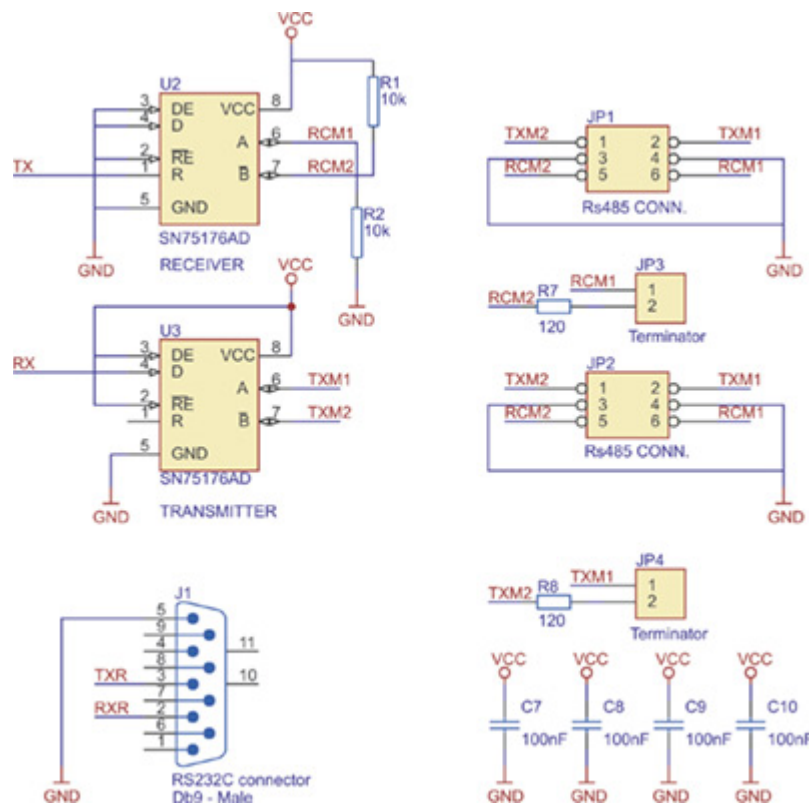 VCC
U2
3 DE VCC 8
4 D
A 6 RCM1
2 RE
TX 1 R B 7 RCM2
5 GND
SN75176AD
RECEIVER
GND
R1
10k
R2
10k
GND
VCC
U3
3 DE VCC 8
RX 4 D
A 6 TXM1
2 RE
1 R B 7 TXM2
5 GND
SN75176AD
TRANSMITTER
GND
J1
5
9
4
8
TXR 3
7
RXR 2
6
1
11
10
RS232C connector
Db9 - Male
GND
JP1
TXM2 1 2 TXM1
3 4
RCM2 5 6 RCM1
Rs485 CONN.
GND
JP3
RCM1 1
RCM2 R7 2
120
Terminator
JP2
TXM2 1 2 TXM1
3 4
RCM2 5 6 RCM1
Rs485 CONN.
GND
JP4
TXM1 1
TXM2 R8 2
120
Terminator
VCC VCC VCC VCC
C7 C8 C9 C10
100nF 100nF 100nF 100nF
GND GND GND GND